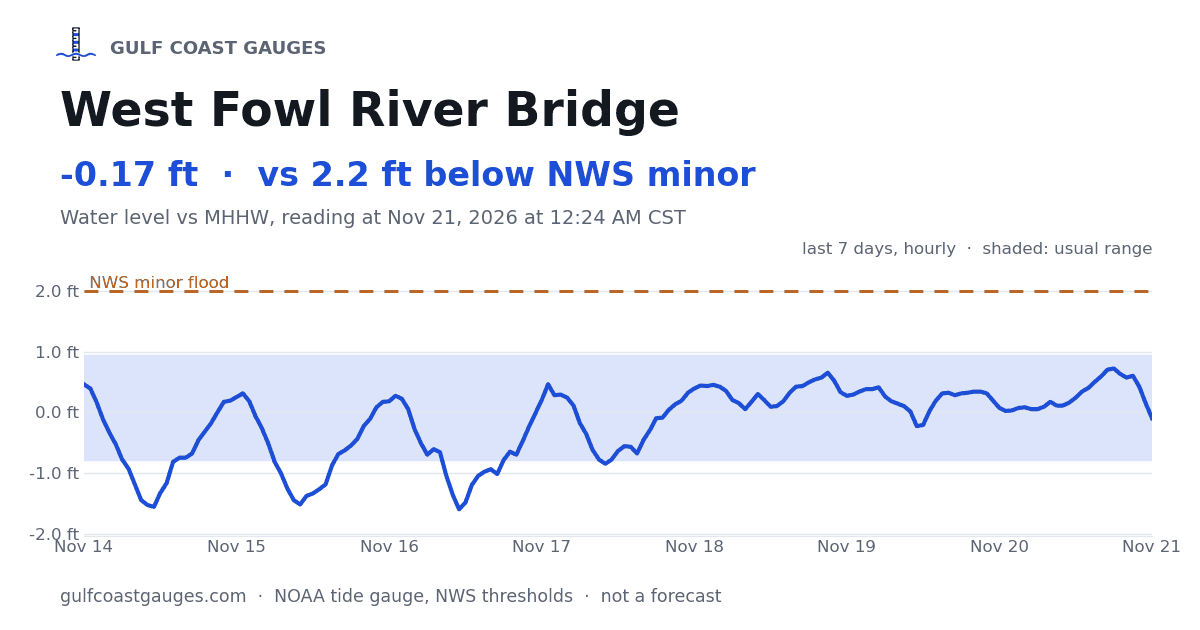 GULF COAST GAUGES
West Fowl River Bridge
-0.17 ft · vs 2.2 ft below NWS minor
Water level vs MHHW, reading at Nov 21, 2026 at 12:24 AM CST
last 7 days, hourly · shaded: usual range
NWS minor flood
2.0 ft
1.0 ft
0.0 ft
-1.0 ft
-2.0 ft
Nov 14 Nov 15 Nov 16 Nov 17 Nov 18 Nov 19 Nov 20 Nov 21
gulfcoastgauges.com · NOAA tide gauge, NWS thresholds · not a forecast